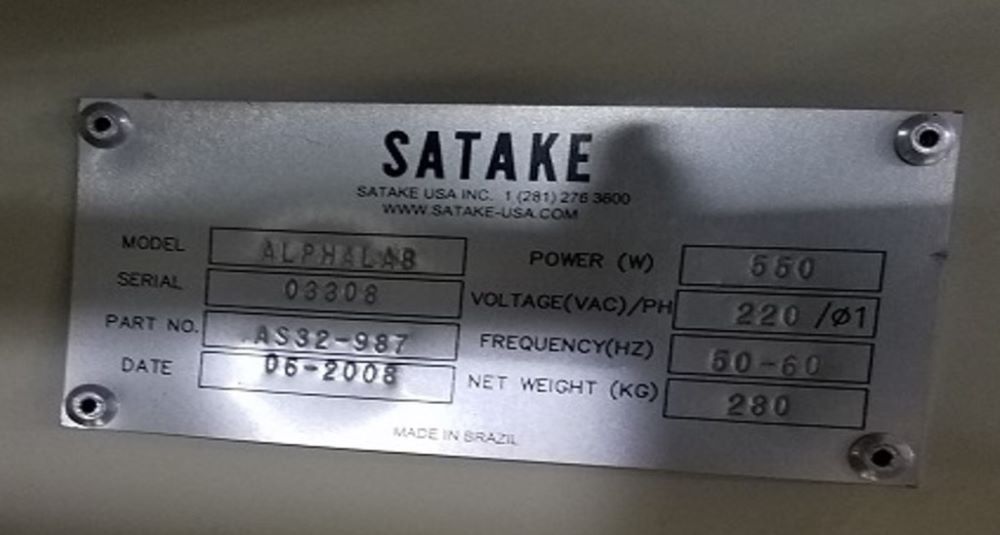 SATAKE
SATAKE USA INC. 1 (281) 276 3600
WWW.SATAKE-USA.COM
MODEL ALPHALAB
SERIAL 03308
PART NO. AS32-987
DATE 06-2008
POWER (W) 550
VOLTAGE(VAC)/PH 220 /Ø1
FREQUENCY(HZ) 50-60
NET WEIGHT (KG) 280
MADE IN BRAZIL